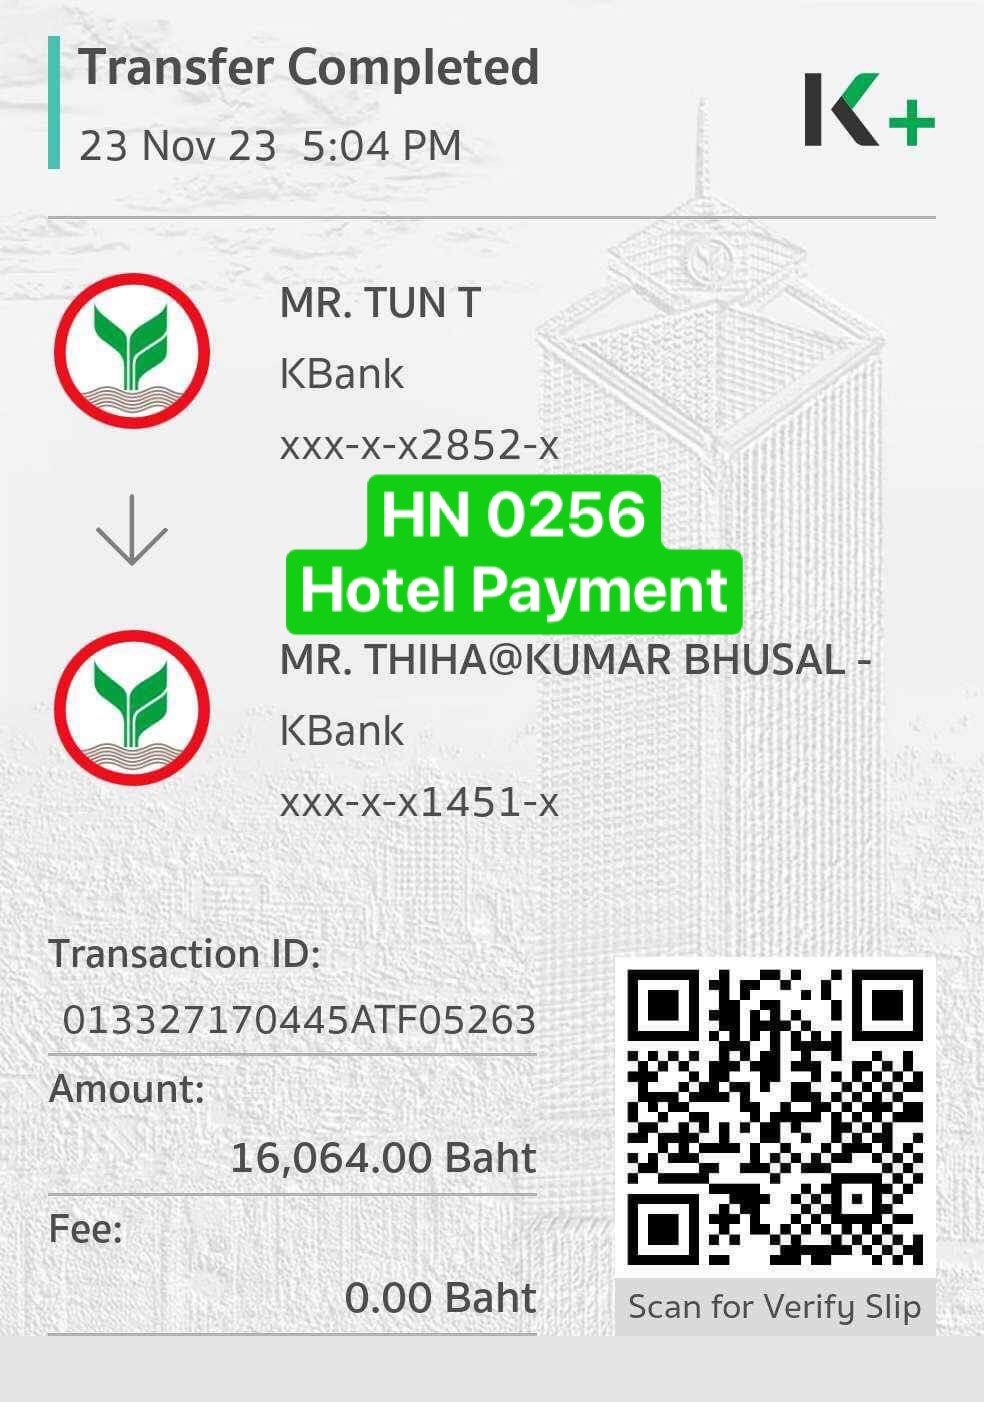 Transfer Completed
23 Nov 23 5:04 PM
K+
MR. TUN T
KBank
xxx-x-x2852-x
HN 0256
Hotel Payment
MR. THIHA@KUMAR BHUSAL -
KBank
xxx-x-x1451-x
Transaction ID:
013327170445ATF05263
Amount:
16,064.00 Baht
Fee:
0.00 Baht
Scan for Verify Slip